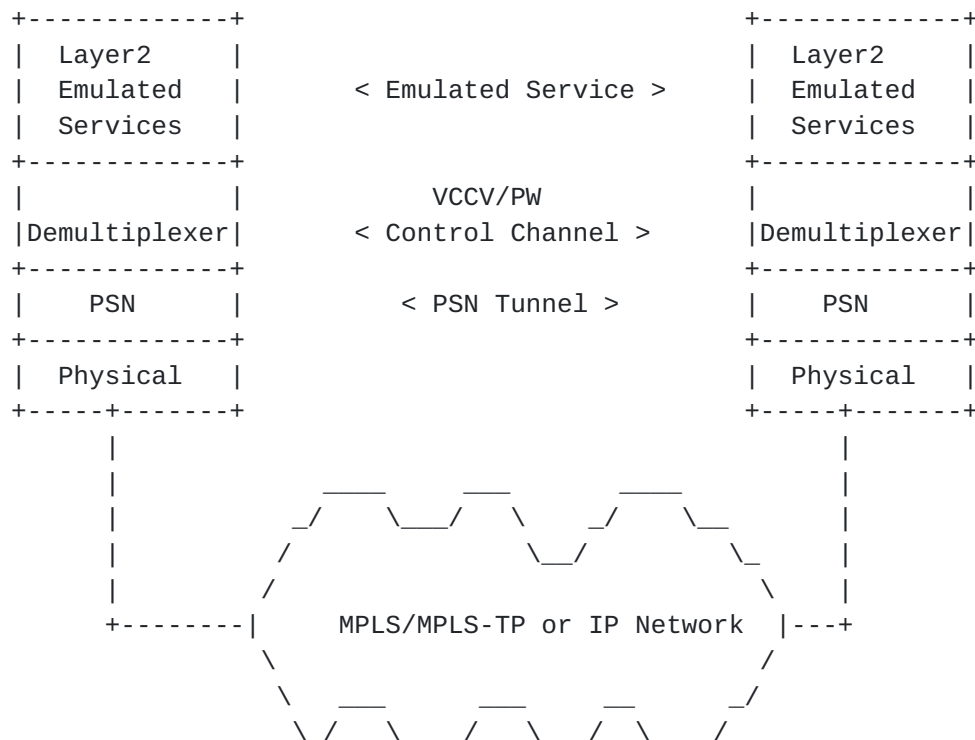 Layer2 Layer2
Emulated < Emulated Service > Emulated
Services Services
VCCV/PW
Demultiplexer < Control Channel > Demultiplexer
PSN < PSN Tunnel > PSN
Physical Physical
MPLS/MPLS-TP or IP Network